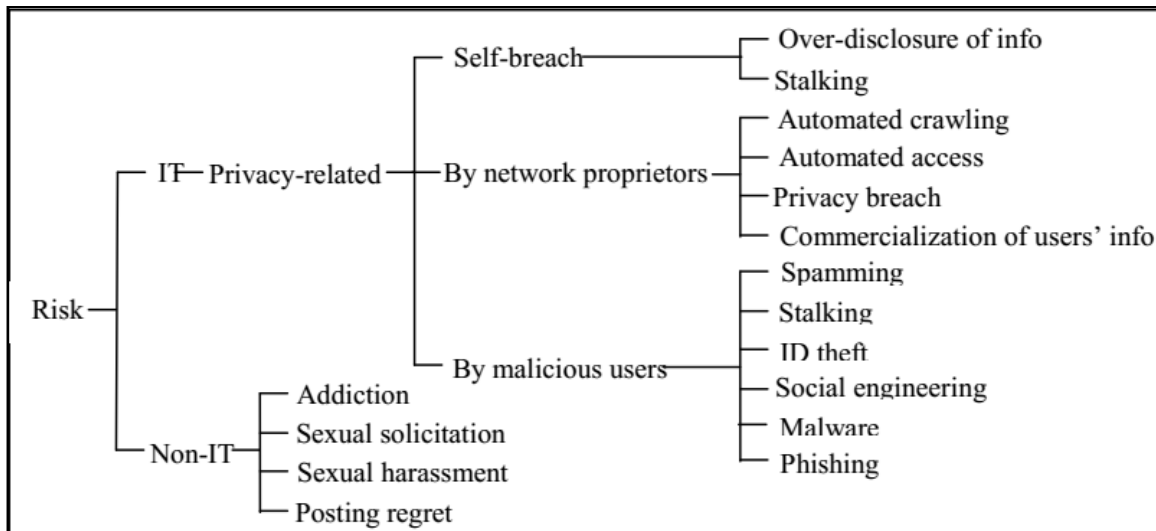 Over-disclosure of info
Self-breach
Stalking
Automated crawling
Automated access
IT
Privacy-related
By network proprietors
Privacy breach
Commercialization of users' info
Spamming
Risk
Stalking
ID theft
By malicious users
Social engineering
Addiction
Malware
Sexual solicitation
Non-IT
Phishing
Sexual harassment
Posting regret